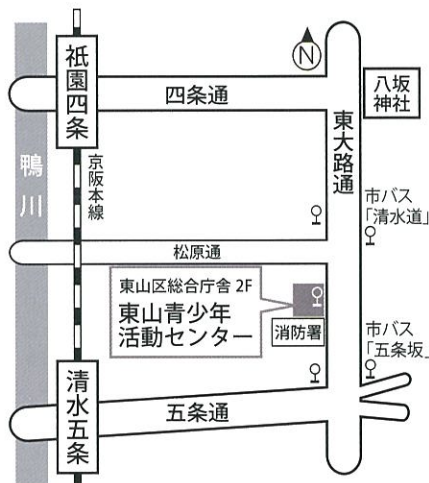 N
祇園四条
四条通
八坂
神社
東大路通
鴨川
京阪本線
市バス
「清水道」
松原通
東山区総合庁舎 2F
東山青少年
活動センター
消防署
市バス
「五条坂」
清水五条
五条通